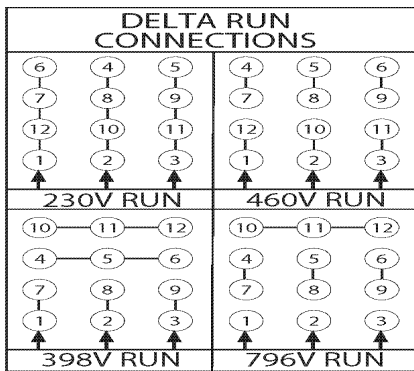 DELTA RUN
CONNECTIONS
6 4 5
7 8 9
12 10 11
1 2 3
230V RUN
4 5 6
7 8 9
12 10 11
1 2 3
460V RUN
10 11 12
4 5 6
7 8 9
1 2 3
398V RUN
10 11 12
4 5 6
7 8 9
1 2 3
796V RUN